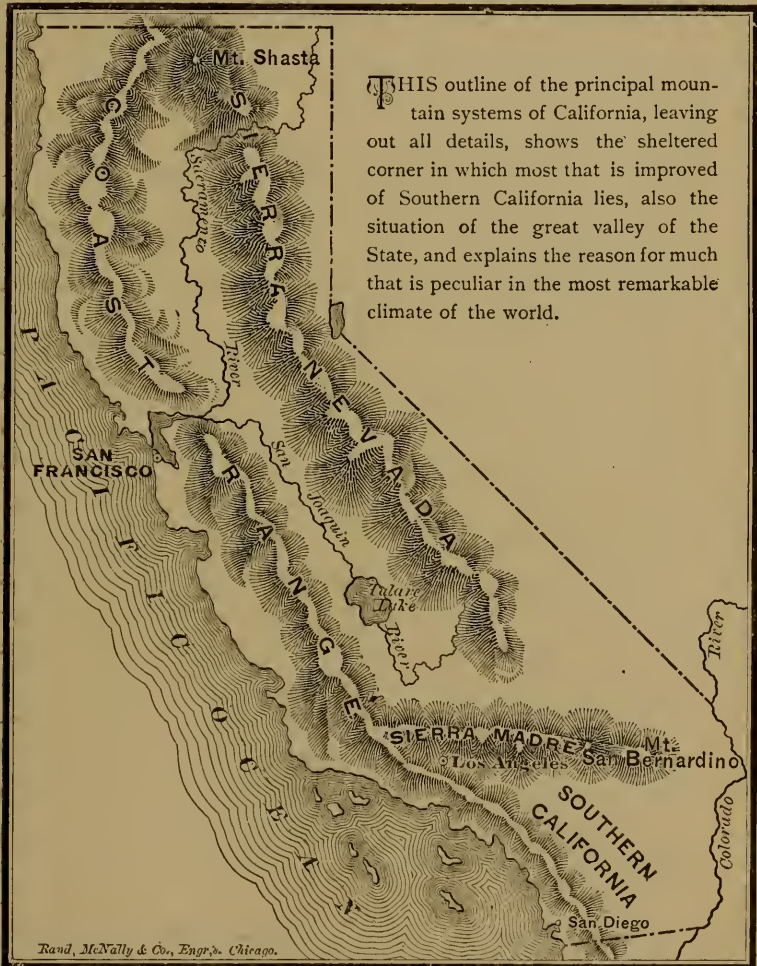 Mt. Shasta
THIS outline of the principal moun-
tain systems of California, leaving
out all details, shows the sheltered
corner in which most that is improved
of Southern California lies, also the
situation of the great valley of the
State, and explains the reason for much
that is peculiar in the most remarkable
climate of the world.
COAST
SIERRA NEVADA
Sacramento
River
PACIFIC OCEAN
SAN
FRANCISCO
RANGE
San
Joaquin
Tulare
Lake
River
River
SIERRA MADRE
Mt.
San Bernardino
Los Angeles
SOUTHERN
CALIFORNIA
Colorado
San Diego
Rand, McNally & Co., Engr's. Chicago.